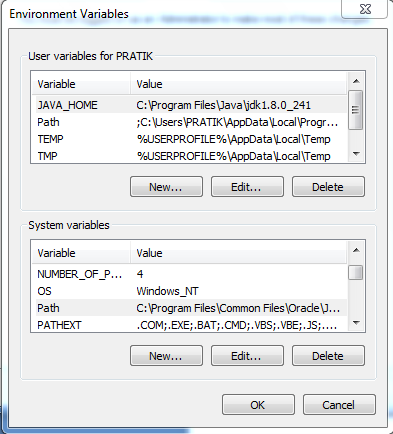 Environment Variables
User variables for PRATIK
Variable Value
JAVA_HOME C:\Program Files\Java\jdk1.8.0_241
Path ;C:\Users\PRATIK\AppData\Local\Progr...
TEMP %USERPROFILE%\AppData\Local\Temp
TMP %USERPROFILE%\AppData\Local\Temp
New... Edit... Delete
System variables
Variable Value
NUMBER_OF_P... 4
OS Windows_NT
Path C:\Program Files\Common Files\Oracle\J...
PATHEXT .COM;.EXE;.BAT;.CMD;.VBS;.VBE;.JS;....
New... Edit... Delete
OK Cancel